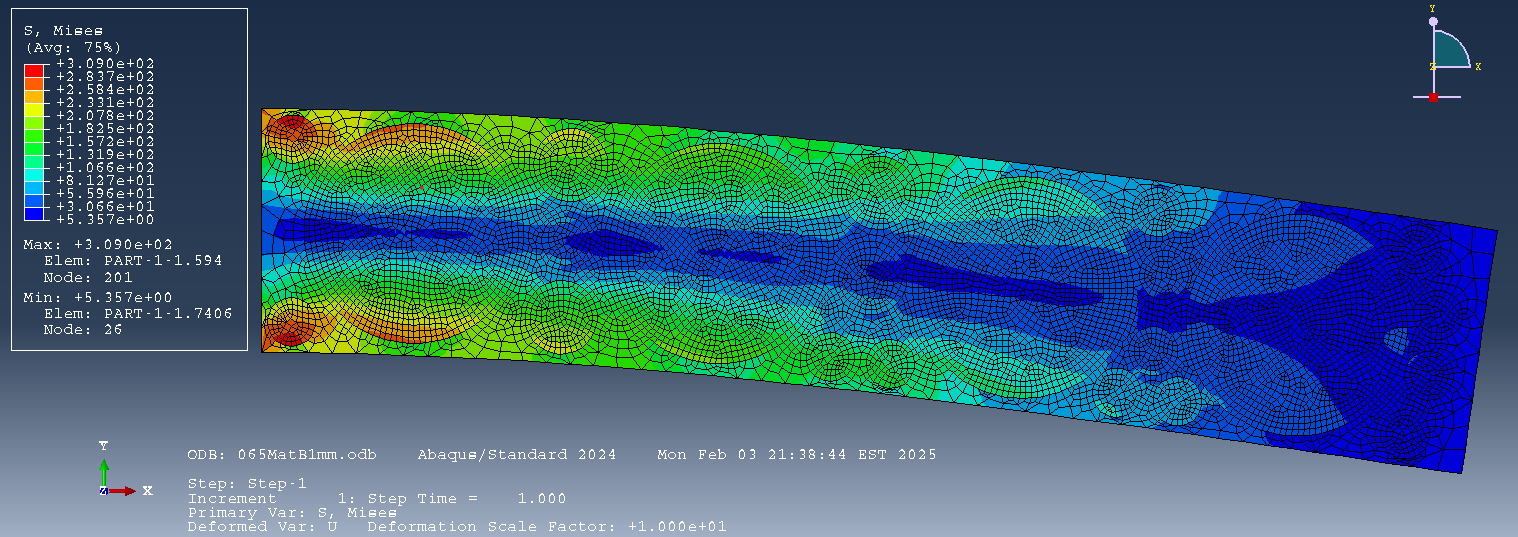 S, Mises
(Avg: 75%)
+3.090e+02
+2.837e+02
+2.584e+02
+2.331e+02
+2.078e+02
+1.825e+02
+1.572e+02
+1.319e+02
+1.066e+02
+8.127e+01
+5.596e+01
+3.066e+01
+5.357e+00
Max: +3.090e+02
Elem: PART-1-1.594
Node: 201
Min: +5.357e+00
Elem: PART-1-1.7406
Node: 26
Y
Z
X
Y
Z
X
ODB: 065MatB1mm.odb Abaqus/Standard 2024 Mon Feb 03 21:38:44 EST 2025
Step: Step-1
Increment 1: Step Time = 1.000
Primary Var: S, Mises
Deformed Var: U Deformation Scale Factor: +1.000e+01